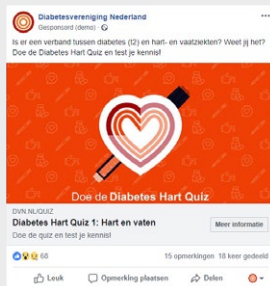 Diabetesvereniging Nederland
Gesponsord (demo) ·
Is er een verband tussen diabetes (t2) en hart- en vaatziekten? Weet jij het?
Doe de Diabetes Hart Quiz en test je kennis!
Doe de Diabetes Hart Quiz
DVN.NL/QUIZ
Diabetes Hart Quiz 1: Hart en vaten
Meer informatie
Doe de quiz en test je kennis!
68
15 opmerkingen 18 keer gedeeld
Leuk
Opmerking plaatsen
Delen